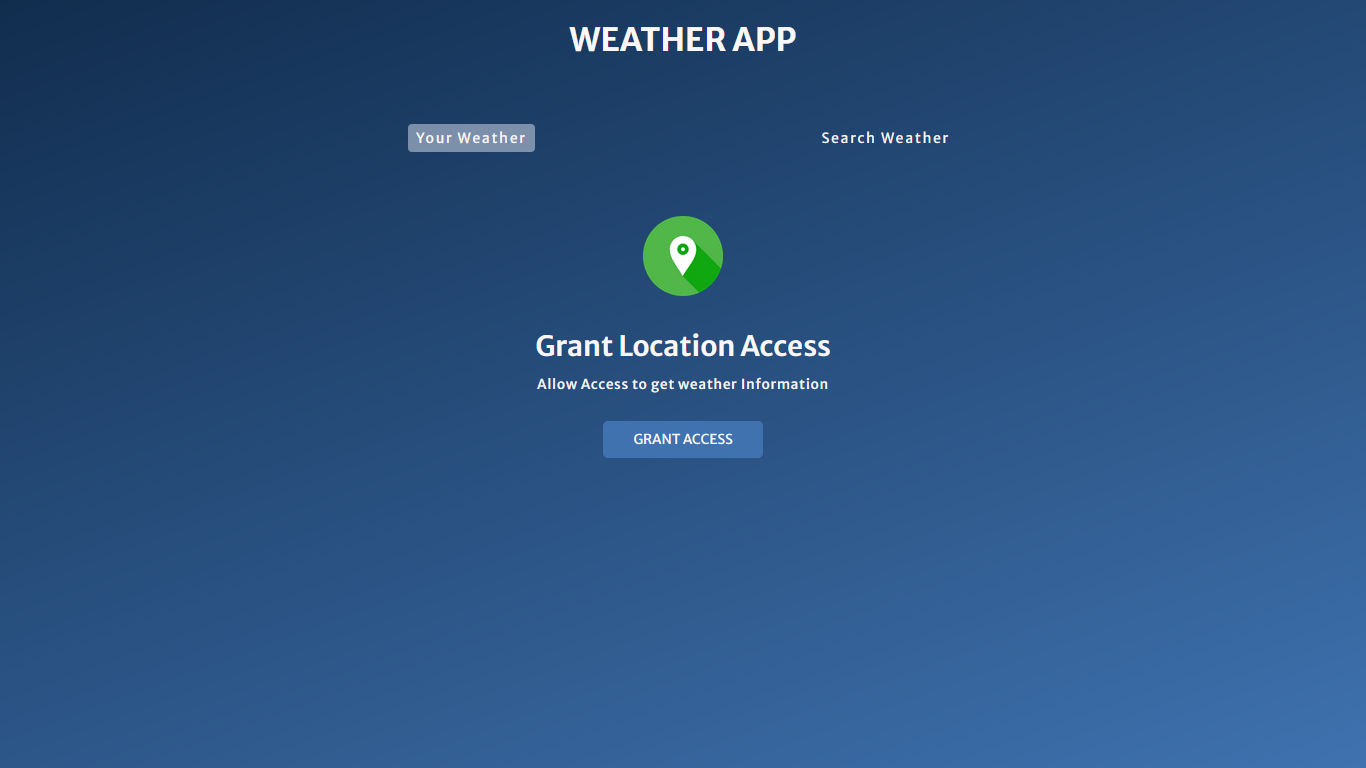 WEATHER APP
Your Weather
Search Weather
Grant Location Access
Allow Access to get weather Information
GRANT ACCESS